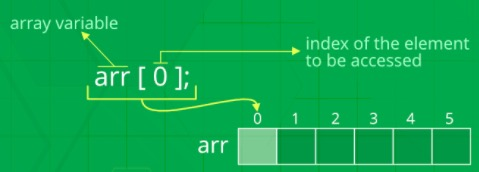 array variable
index of the element
to be accessed
arr [ 0 ];
0 1 2 3 4 5
arr